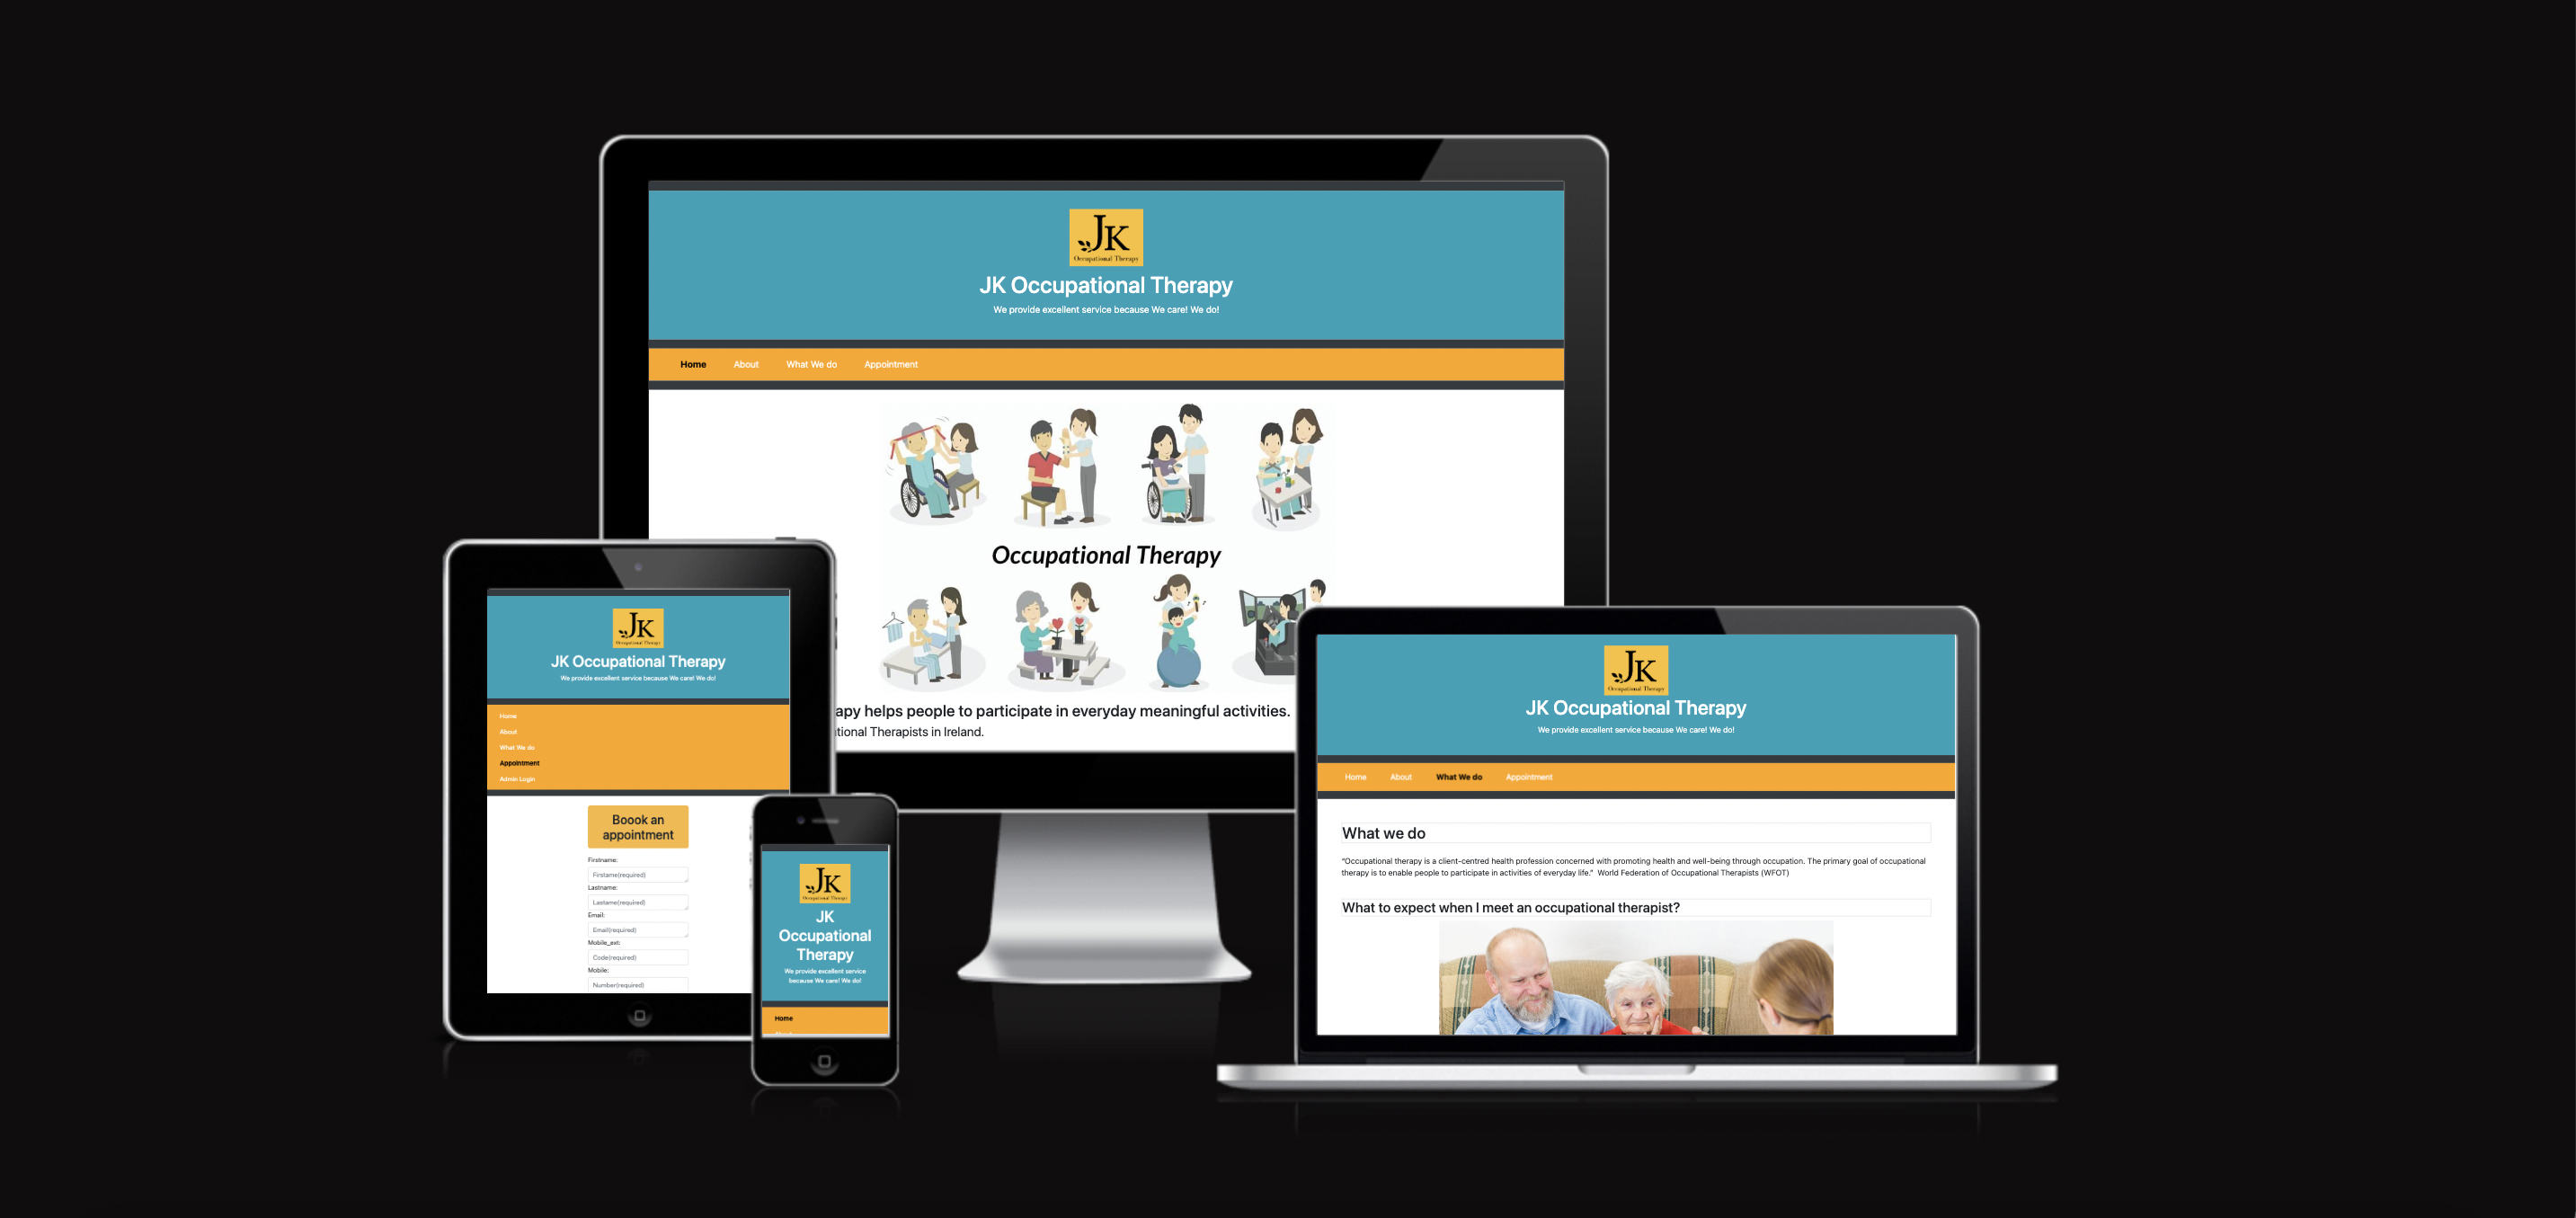 JK
Occupational Therapy
JK Occupational Therapy
We provide excellent service because We care! We do!
Home About What We do Appointment
Occupational Therapy
apy helps people to participate in everyday meaningful activities.
tional Therapists in Ireland.
JK
Occupational Therapy
JK Occupational Therapy
We provide excellent service because We care! We do!
Home
About
What We do
Appointment
Admin Login
Boook an
appointment
Firstname:
Firstame(required)
Lastname:
Lastame(required)
Email:
Email(required)
Mobile_ext:
Code(required)
Mobile:
Number(required)
JK
Occupational Therapy
JK
Occupational
Therapy
We provide excellent service
because We care! We do!
Home
JK
Occupational Therapy
JK Occupational Therapy
We provide excellent service because We care! We do!
Home About What We do Appointment
What we do
"Occupational therapy is a client-centred health profession concerned with promoting health and well-being through occupation. The primary goal of occupational
therapy is to enable people to participate in activities of everyday life." World Federation of Occupational Therapists (WFOT)
What to expect when I meet an occupational therapist?